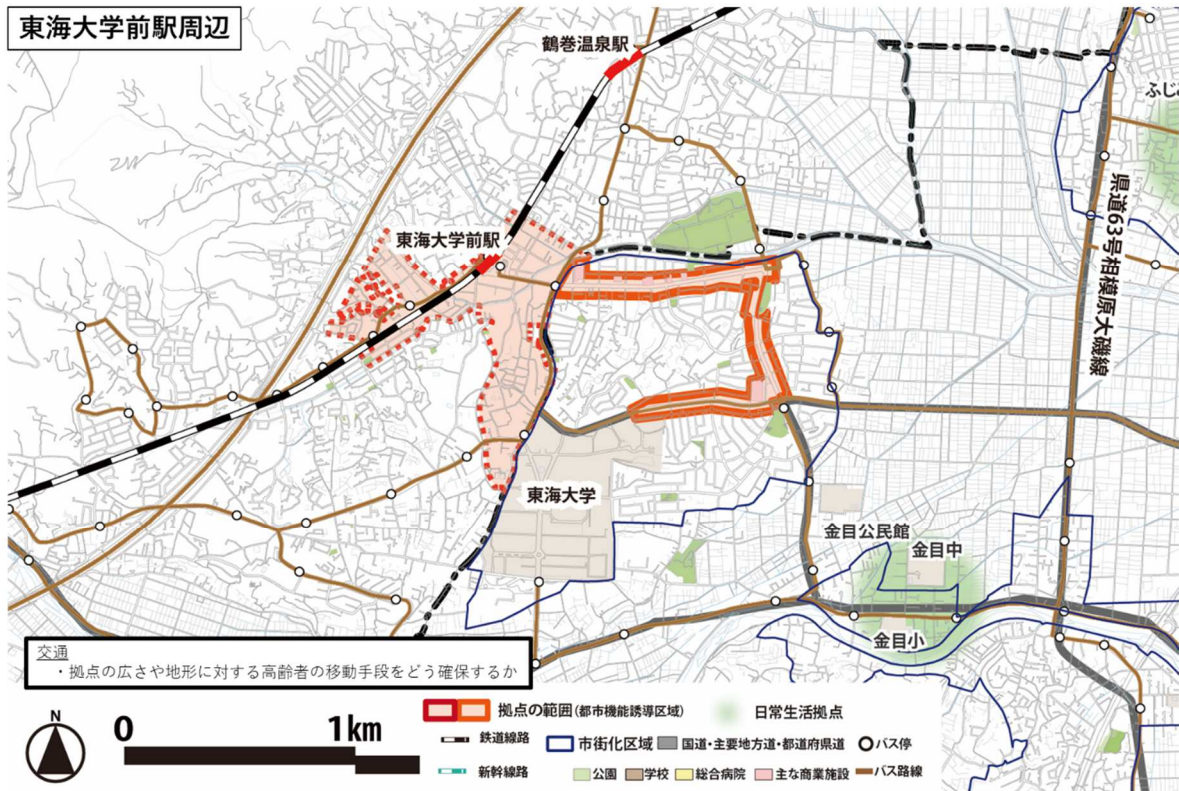 東海大学前駅周辺
鶴巻温泉駅
東海大学前駅
県道63号相模原大磯線
東海大学
金目公民館
金目中
金目小
交通
・拠点の広さや地形に対する高齢者の移動手段をどう確保するか
N
0 1km
拠点の範囲(都市機能誘導区域) 日常生活拠点
鉄道線路 市街化区域 国道・主要地方道・都道府県道 バス停
新幹線路 公園 学校 総合病院 主な商業施設 バス路線